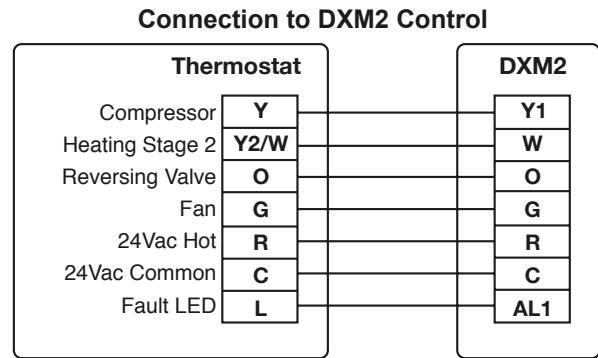 Connection to DXM2 Control
Thermostat DXM2
Compressor Y Y1
Heating Stage 2 Y2/W W
Reversing Valve O O
Fan G G
24Vac Hot R R
24Vac Common C C
Fault LED L AL1